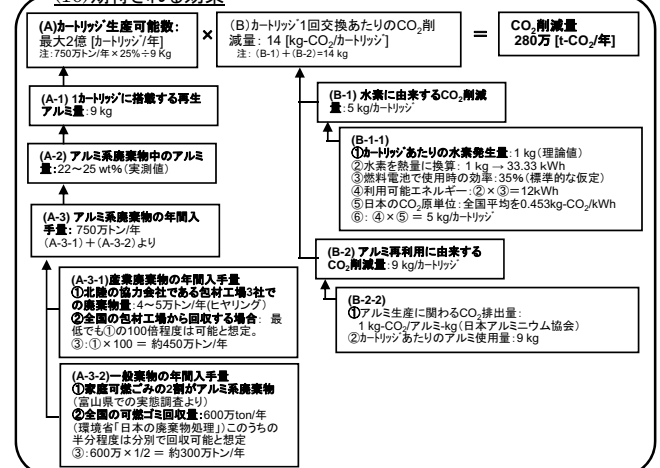 (A)カートリッジ生産可能数:
最大2億 [カートリッジ/年]
注:750万トン/年×25%÷9 Kg
×
(B)カートリッジ1回交換あたりのCO2削
減量: 14 [kg-CO2/カートリッジ]
注: (B-1)+(B-2)=14 kg
=
CO2削減量
280万 [t-CO2/年]
(A-1) 1カートリッジに搭載する再生
アルミ量:9 kg
(A-2) アルミ系廃棄物中のアルミ
量:22~25 wt%(実測値)
(A-3) アルミ系廃棄物の年間入
手量: 750万トン/年
(A-3-1)+(A-3-2)より
(A-3-1)産業廃棄物の年間入手量
①北陸の協力会社である包材工場3社で
の廃棄物量:4~5万トン/年(ヒヤリング)
②全国の包材工場から回収する場合: 最
低でも①の100倍程度は可能と想定。
③:①×100 = 約450万トン/年
(A-3-2)一般棄物の年間入手量
①家庭可燃ごみの2割がアルミ系廃棄物
(富山県での実態調査より)
②全国の可燃ゴミ回収量:600万ton/年
(環境省「日本の廃棄物処理」)このうちの
半分程度は分別で回収可能と想定
③:600万×1/2 = 約300万トン/年
(B-1) 水素に由来するCO2削減
量:5 kg/カートリッジ
(B-1-1)
①カートリッジあたりの水素発生量:1 kg(理論値)
②水素を熱量に換算: 1 kg → 33.33 kWh
③燃料電池で使用時の効率:35%(標準的な仮定)
④利用可能エネルギー:②×③=12kWh
⑤日本のCO2原単位:全国平均を0.453kg-CO2/kWh
⑥: ④×⑤ = 5 kg/カートリッジ
(B-2) アルミ再利用に由来する
CO2削減量:9 kg/カートリッジ
(B-2-2)
①アルミ生産に関わるCO2排出量:
1 kg-CO2/アルミ-kg(日本アルミニウム協会)
②カートリッジあたりのアルミ使用量:9 kg